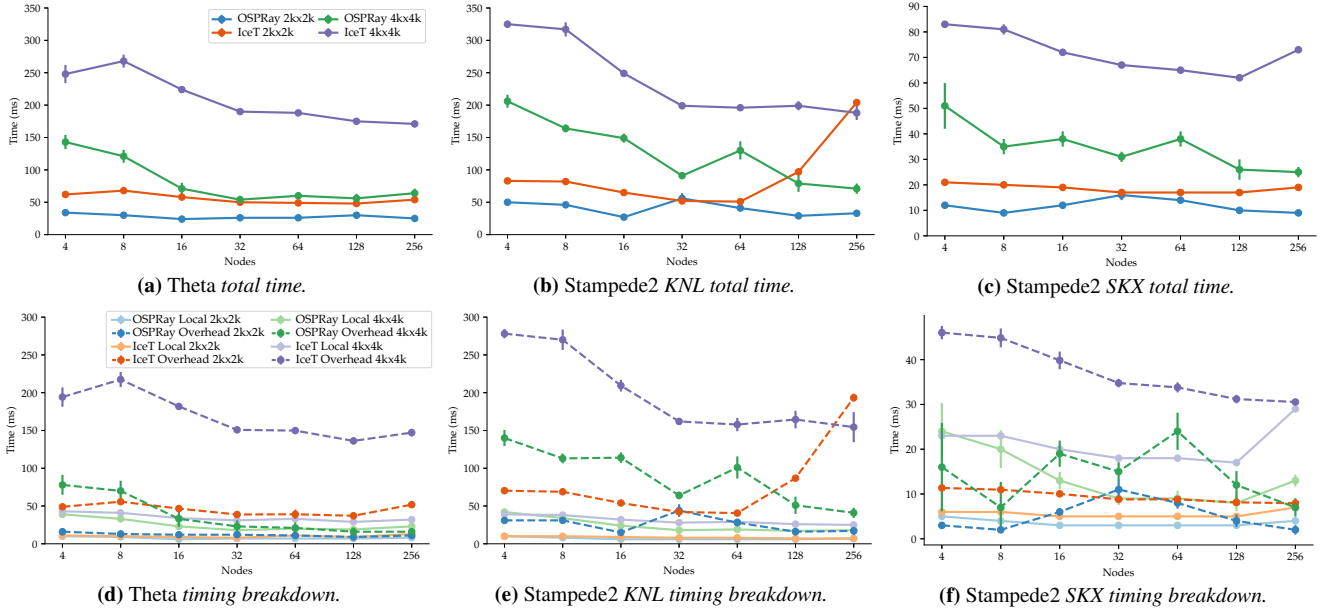 350
300
250
200
150
100
50
0
Time (ms)
OSPRay 2kx2k
IceT 2kx2k
OSPRay 4kx4k
IceT 4kx4k
4 8 16 32 64 128 256
Nodes
(a) Theta total time.
350
300
250
200
150
100
50
0
Time (ms)
4 8 16 32 64 128 256
Nodes
(b) Stampede2 KNL total time.
90
80
70
60
50
40
30
20
10
0
Time (ms)
4 8 16 32 64 128 256
Nodes
(c) Stampede2 SKX total time.
300
250
200
150
100
50
0
Time (ms)
OSPRay Local 2kx2k
OSPRay Overhead 2kx2k
IceT Local 2kx2k
IceT Overhead 2kx2k
OSPRay Local 4kx4k
OSPRay Overhead 4kx4k
IceT Local 4kx4k
IceT Overhead 4kx4k
4 8 16 32 64 128 256
Nodes
(d) Theta timing breakdown.
300
250
200
150
100
50
0
Time (ms)
4 8 16 32 64 128 256
Nodes
(e) Stampede2 KNL timing breakdown.
40
30
20
10
0
Time (ms)
4 8 16 32 64 128 256
Nodes
(f) Stampede2 SKX timing breakdown.